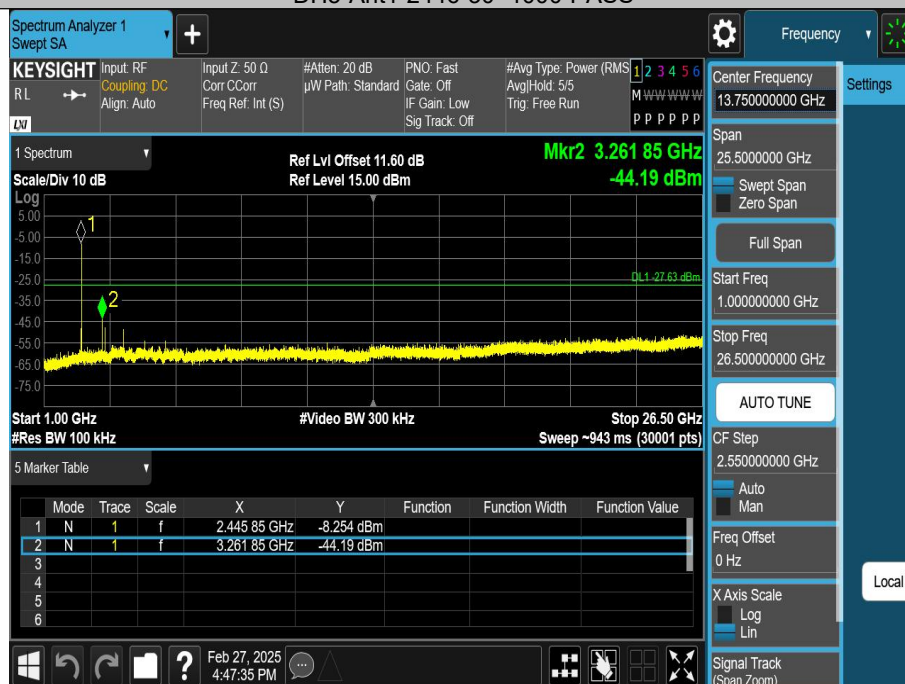 Spectrum Analyzer 1
Swept SA
Frequency
KEYSIGHT
RL
LXI
Input: RF
Coupling: DC
Align: Auto
Input Z: 50 Ω
Corr CCorr
Freq Ref: Int (S)
#Atten: 20 dB
µW Path: Standard
PNO: Fast
Gate: Off
IF Gain: Low
Sig Track: Off
#Avg Type: Power (RMS
Avg|Hold: 5/5
Trig: Free Run
1 2 3 4 5 6
M W W W W W
P P P P P P
1 Spectrum
Scale/Div 10 dB
Ref Lvl Offset 11.60 dB
Ref Level 15.00 dBm
Mkr2 3.261 85 GHz
-44.19 dBm
Log
5.00
-5.00
-15.0
-25.0
-35.0
-45.0
-55.0
-65.0
-75.0
1
2
DL1 -27.63 dBm
Start 1.00 GHz
#Video BW 300 kHz
Stop 26.50 GHz
#Res BW 100 kHz
Sweep ~943 ms (30001 pts)
5 Marker Table
Mode Trace Scale X Y Function Function Width Function Value
1 N 1 f 2.445 85 GHz -8.254 dBm
2 N 1 f 3.261 85 GHz -44.19 dBm
3
4
5
6
Feb 27, 2025
4:47:35 PM
Center Frequency
13.750000000 GHz
Settings
Span
25.5000000 GHz
Swept Span
Zero Span
Full Span
Start Freq
1.000000000 GHz
Stop Freq
26.500000000 GHz
AUTO TUNE
CF Step
2.550000000 GHz
Auto
Man
Freq Offset
0 Hz
Local
X Axis Scale
Log
Lin
Signal Track
(Span Zoom)